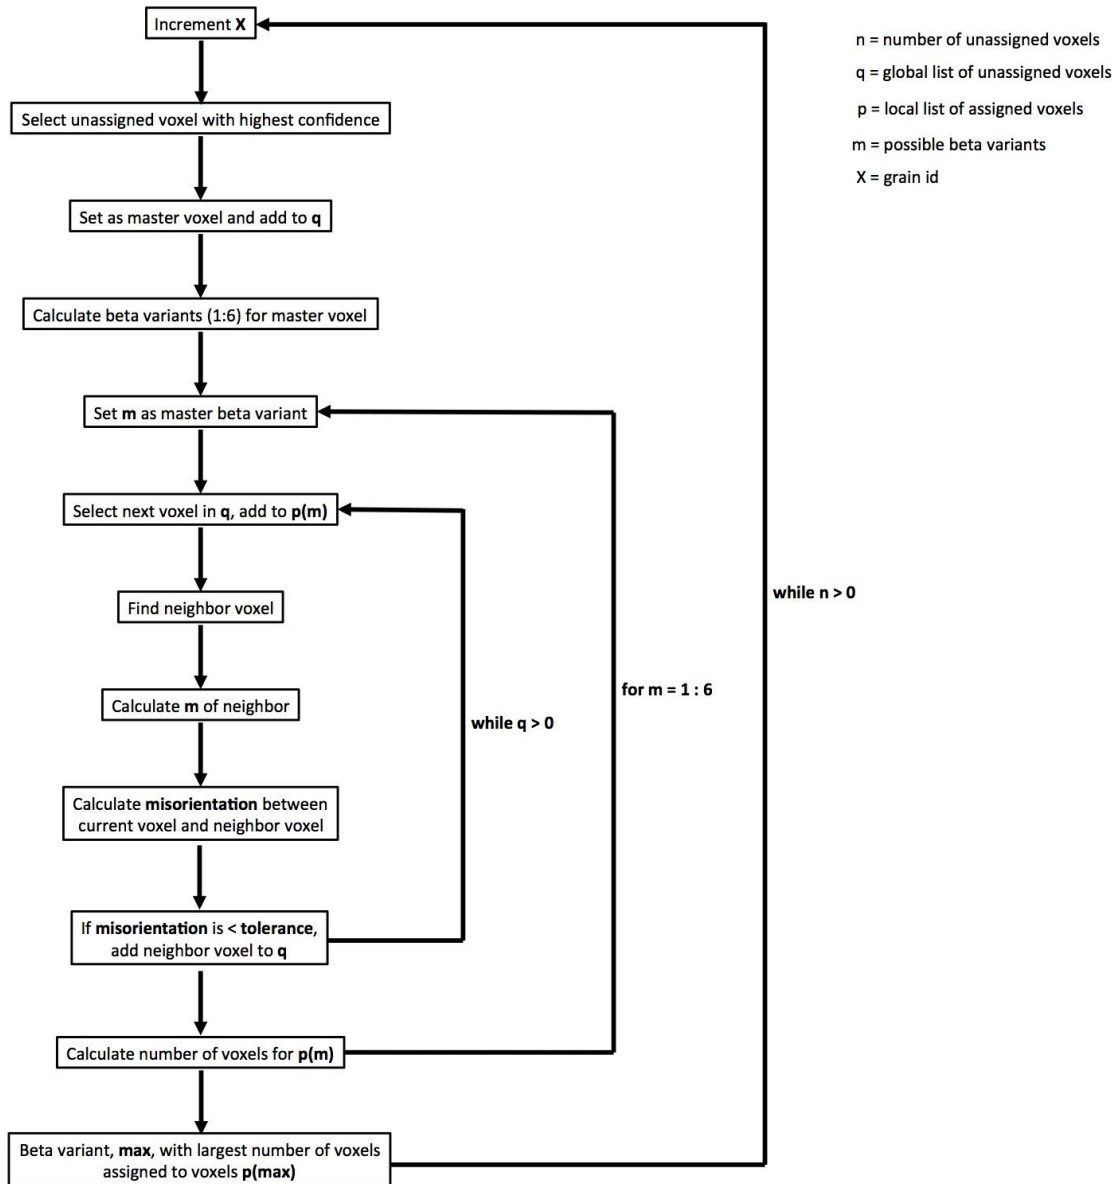 Increment X
n = number of unassigned voxels
q = global list of unassigned voxels
p = local list of assigned voxels
m = possible beta variants
X = grain id
Select unassigned voxel with highest confidence
Set as master voxel and add to q
Calculate beta variants (1:6) for master voxel
Set m as master beta variant
Select next voxel in q, add to p(m)
Find neighbor voxel
while n > 0
Calculate m of neighbor
for m = 1 : 6
while q > 0
Calculate misorientation between
current voxel and neighbor voxel
If misorientation is < tolerance,
add neighbor voxel to q
Calculate number of voxels for p(m)
Beta variant, max, with largest number of voxels
assigned to voxels p(max)